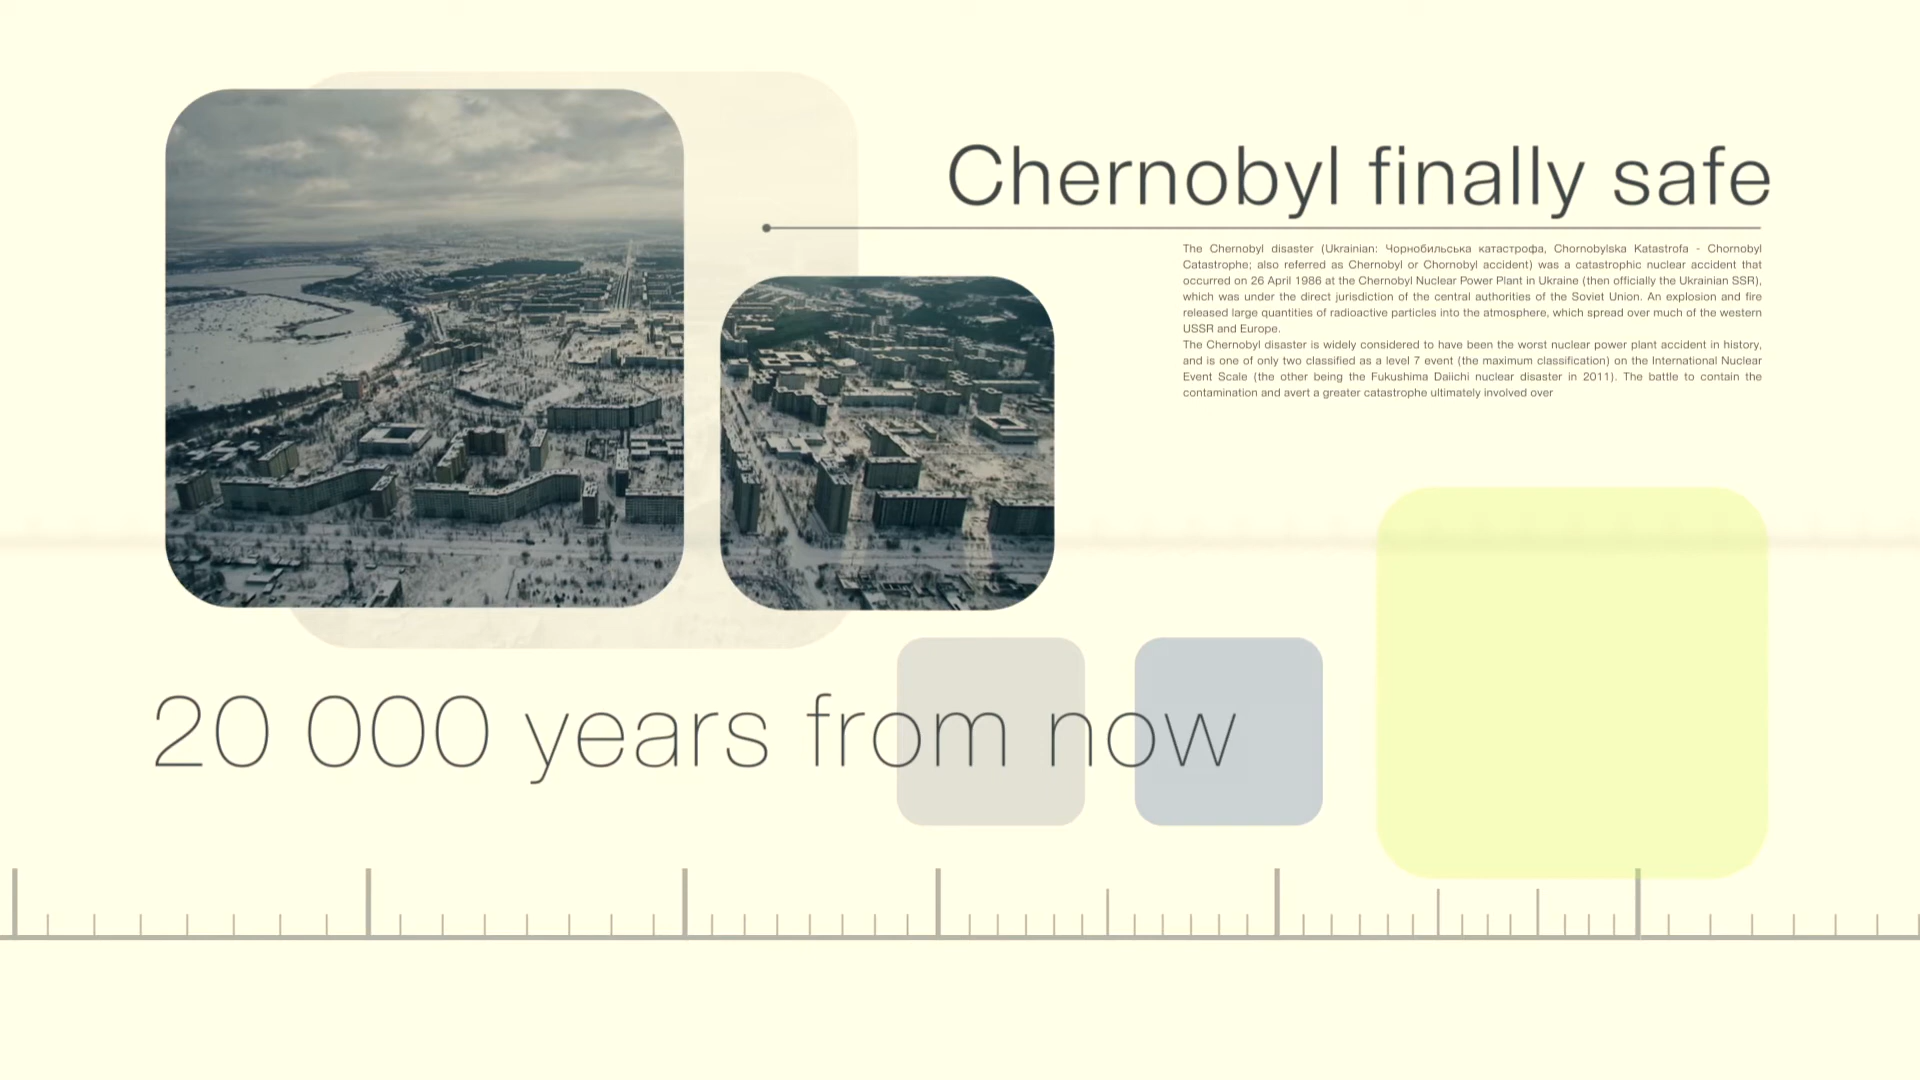 Chernobyl finally safe
The Chernobyl disaster (Ukrainian: Чорнобильська катастрофа, Chornobylska Katastrofa - Chornobyl
Catastrophe; also referred as Chernobyl or Chornobyl accident) was a catastrophic nuclear accident that
occurred on 26 April 1986 at the Chernobyl Nuclear Power Plant in Ukraine (then officially the Ukrainian SSR),
which was under the direct jurisdiction of the central authorities of the Soviet Union. An explosion and fire
released large quantities of radioactive particles into the atmosphere, which spread over much of the western
USSR and Europe.
The Chernobyl disaster is widely considered to have been the worst nuclear power plant accident in history,
and is one of only two classified as a level 7 event (the maximum classification) on the International Nuclear
Event Scale (the other being the Fukushima Daiichi nuclear disaster in 2011). The battle to contain the
contamination and avert a greater catastrophe ultimately involved over
20 000 years from now